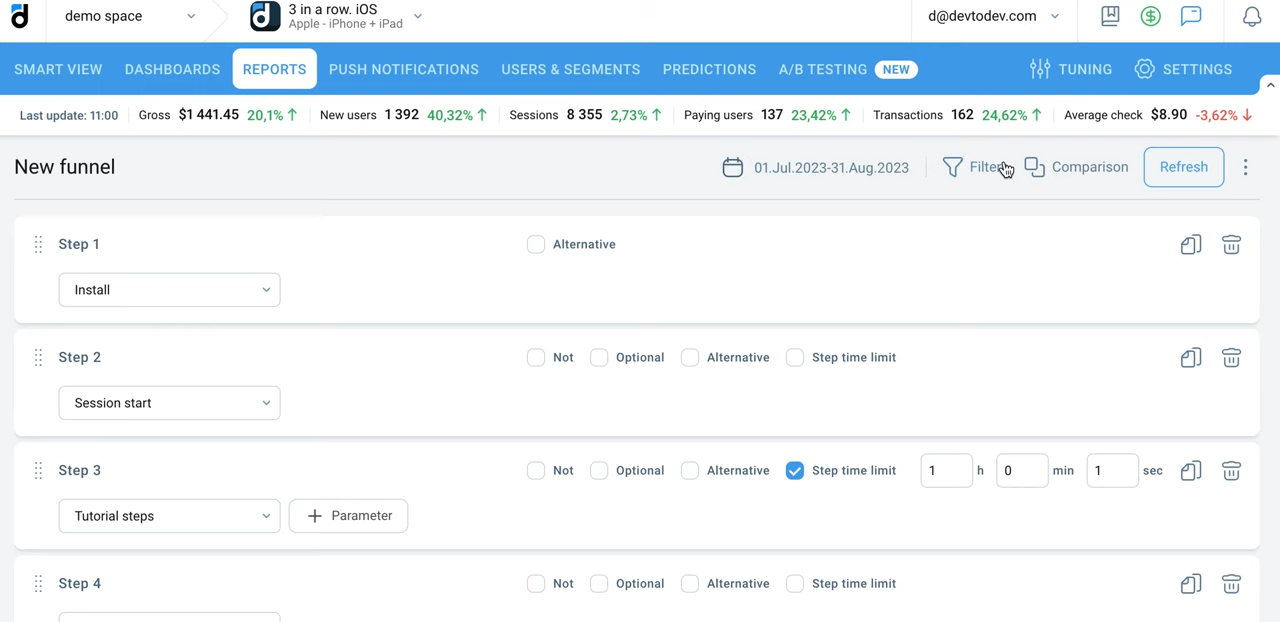 demo space
3 in a row. iOS
Apple - iPhone + iPad
d@devtodev.com
SMART VIEW DASHBOARDS REPORTS PUSH NOTIFICATIONS USERS & SEGMENTS PREDICTIONS A/B TESTING NEW TUNING SETTINGS
Last update: 11:00 Gross $1 441.45 20,1% ↑ New users 1 392 40,32% ↑ Sessions 8 355 2,73% ↑ Paying users 137 23,42% ↑ Transactions 162 24,62% ↑ Average check $8.90 -3,62% ↓
New funnel 01.Jul.2023-31.Aug.2023 Filter Comparison Refresh
Step 1 Alternative
Install
Step 2 Not Optional Alternative Step time limit
Session start
Step 3 Not Optional Alternative Step time limit 1 h 0 min 1 sec
Tutorial steps + Parameter
Step 4 Not Optional Alternative Step time limit